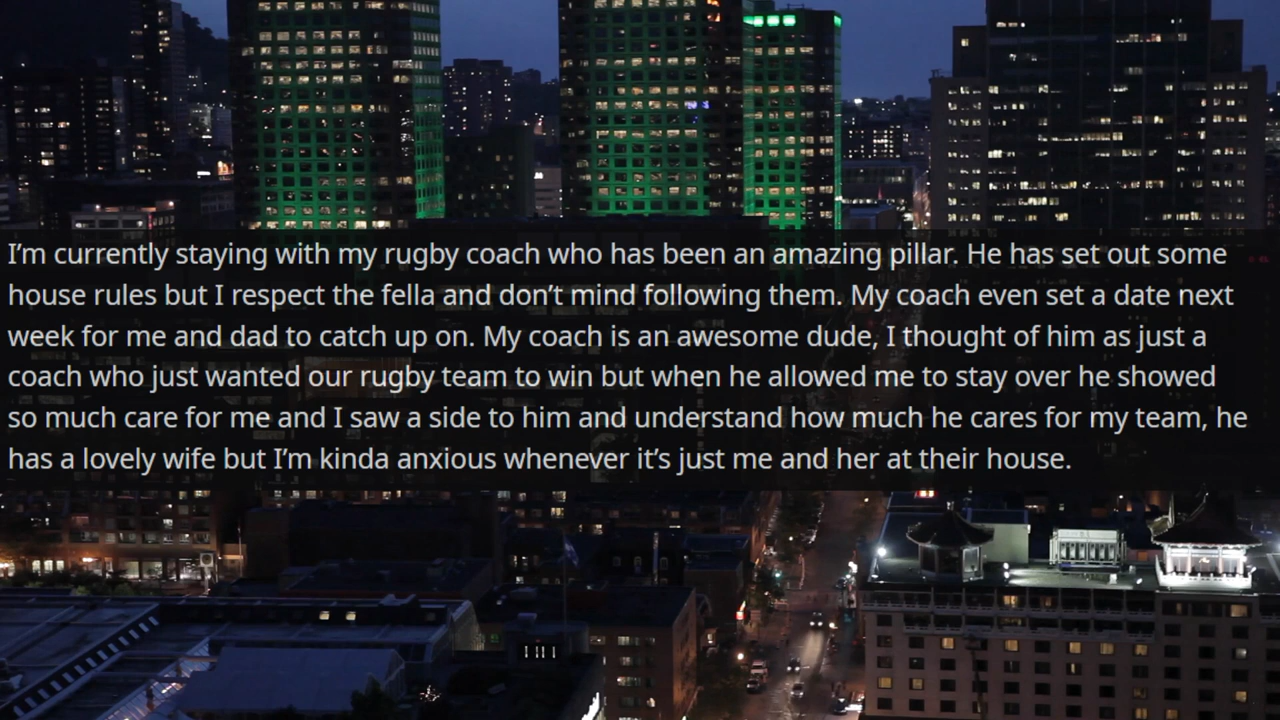 I’m currently staying with my rugby coach who has been an amazing pillar. He has set out some
house rules but I respect the fella and don’t mind following them. My coach even set a date next
week for me and dad to catch up on. My coach is an awesome dude, I thought of him as just a
coach who just wanted our rugby team to win but when he allowed me to stay over he showed
so much care for me and I saw a side to him and understand how much he cares for my team, he
has a lovely wife but I’m kinda anxious whenever it’s just me and her at their house.